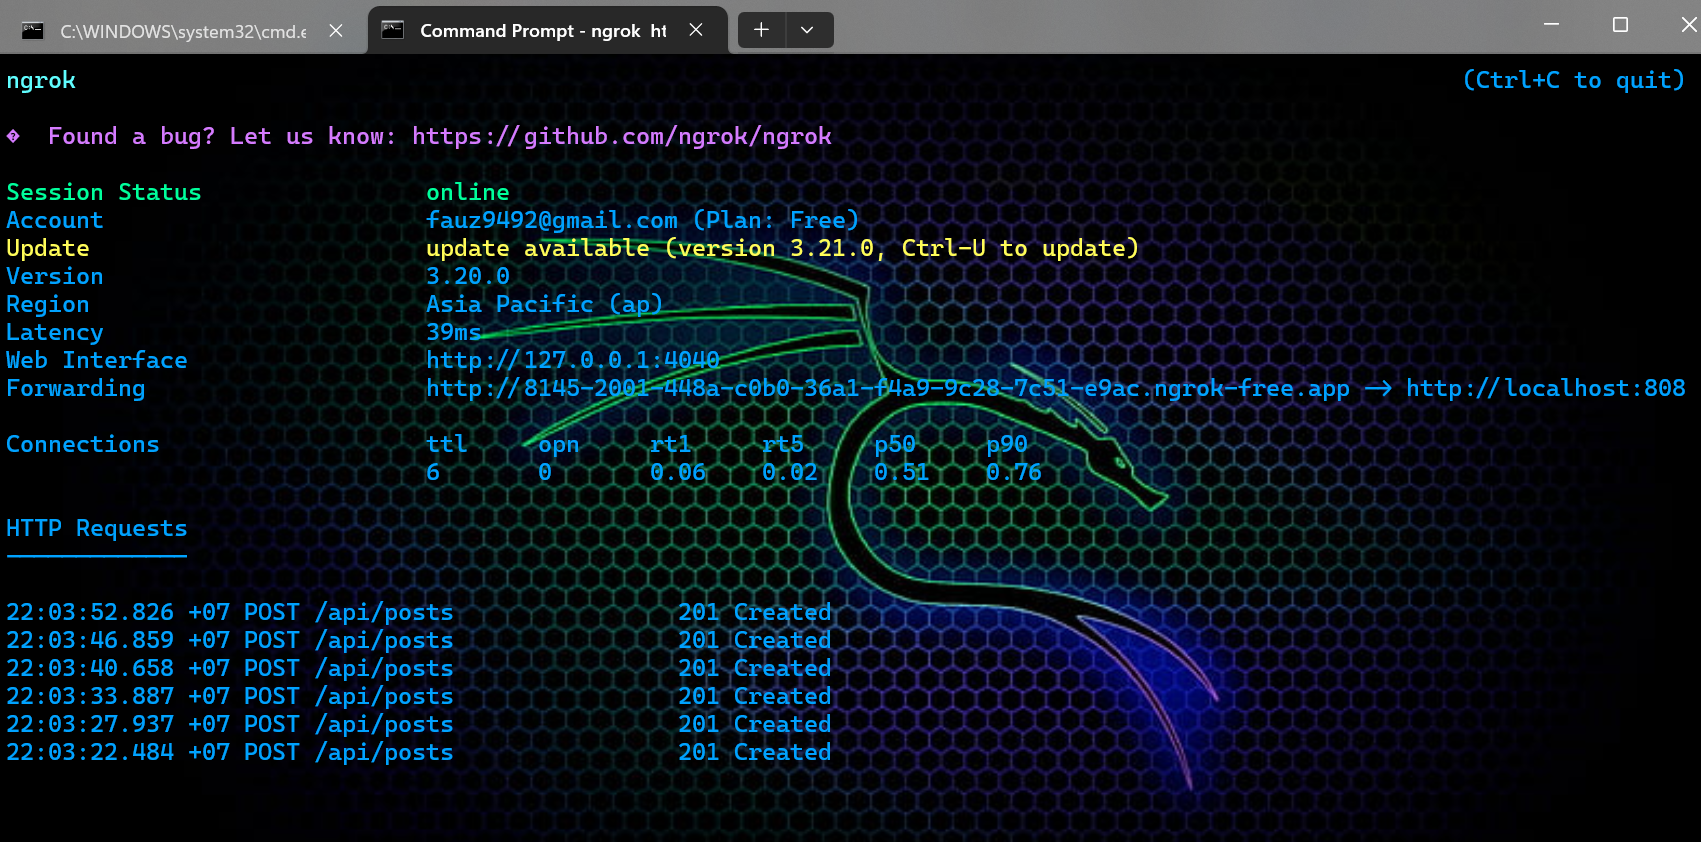 C:\WINDOWS\system32\cmd.e
Command Prompt - ngrok  ht
ngrok (Ctrl+C to quit)
�  Found a bug? Let us know: https://github.com/ngrok/ngrok
Session Status online
Account fauz9492@gmail.com (Plan: Free)
Update update available (version 3.21.0, Ctrl-U to update)
Version 3.20.0
Region Asia Pacific (ap)
Latency 39ms
Web Interface http://127.0.0.1:4040
Forwarding http://8145-2001-448a-c0b0-36a1-f4a9-9c28-7c51-e9ac.ngrok-free.app -> http://localhost:808
Connections ttl opn rt1 rt5 p50 p90
6 0 0.06 0.02 0.51 0.76
HTTP Requests
-------------
22:03:52.826 +07 POST /api/posts 201 Created
22:03:46.859 +07 POST /api/posts 201 Created
22:03:40.658 +07 POST /api/posts 201 Created
22:03:33.887 +07 POST /api/posts 201 Created
22:03:27.937 +07 POST /api/posts 201 Created
22:03:22.484 +07 POST /api/posts 201 Created